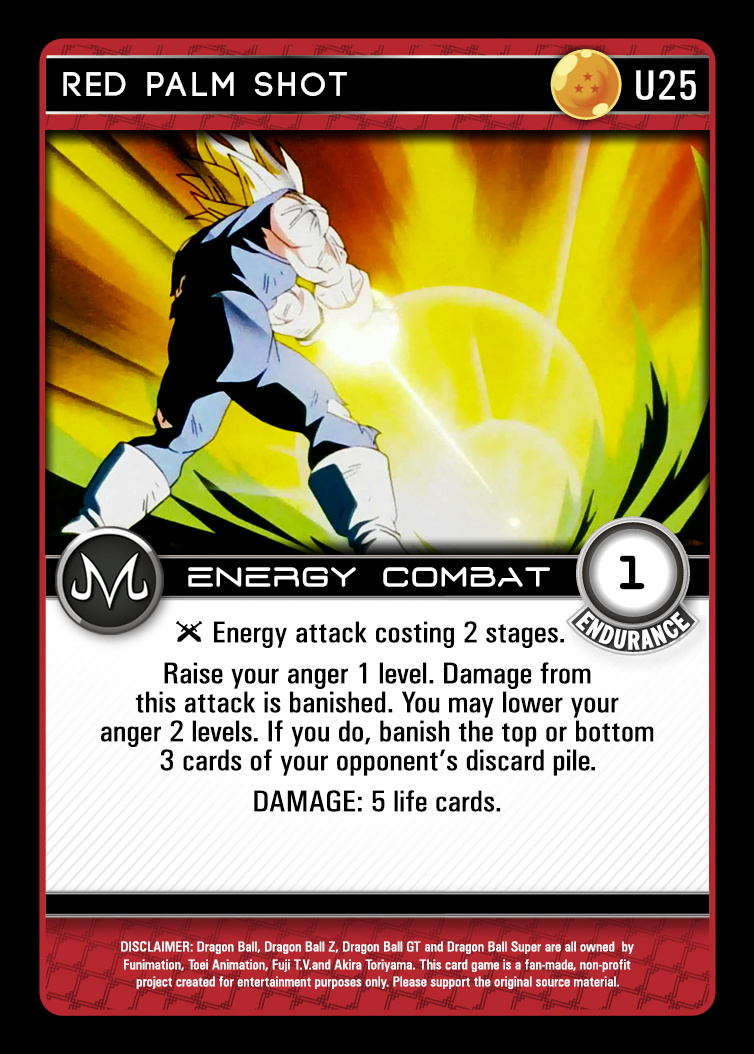 RED PALM SHOT
U25
ENERGY COMBAT
1
ENDURANCE
Energy attack costing 2 stages.
Raise your anger 1 level. Damage from
this attack is banished. You may lower your
anger 2 levels. If you do, banish the top or bottom
3 cards of your opponent's discard pile.
DAMAGE: 5 life cards.
DISCLAIMER: Dragon Ball, Dragon Ball Z, Dragon Ball GT and Dragon Ball Super are all owned by
Funimation, Toei Animation, Fuji T.V.and Akira Toriyama. This card game is a fan-made, non-profit
project created for entertainment purposes only. Please support the original source material.